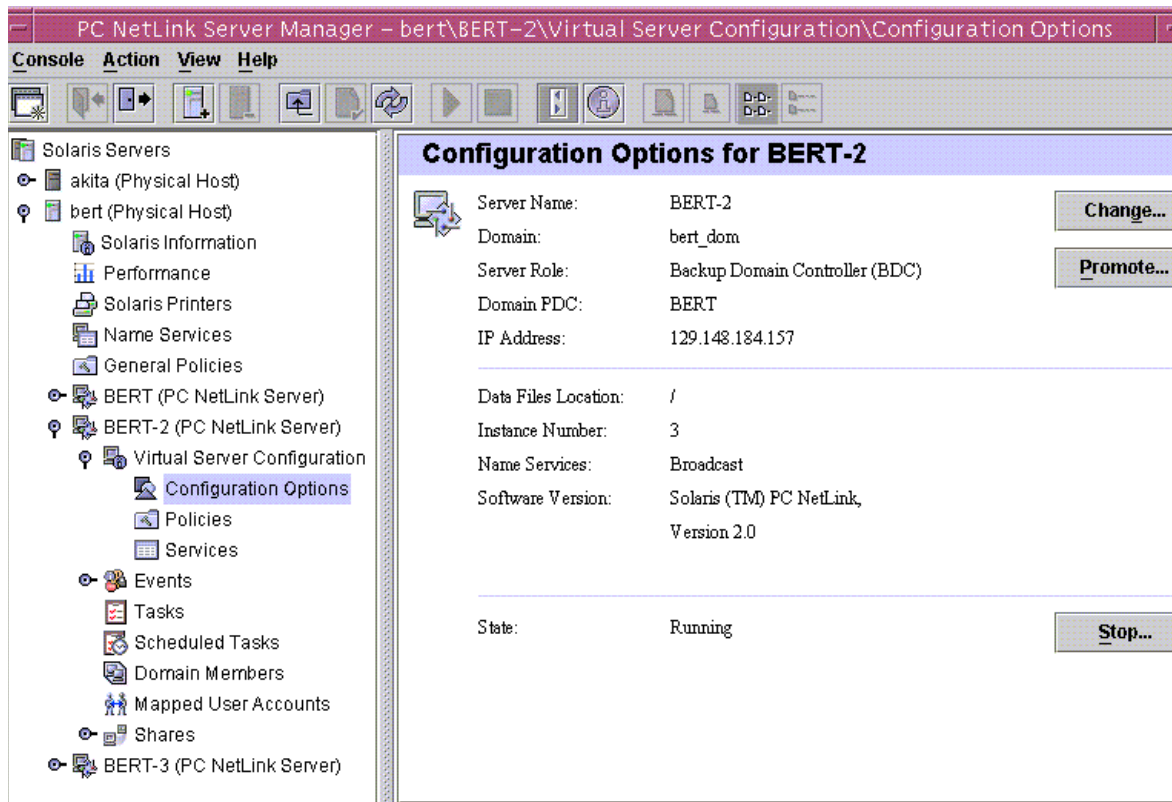 PC NetLink Server Manager – bert\BERT–2\Virtual Server Configuration\Configuration Options
Console Action View Help
Solaris Servers
akita (Physical Host)
bert (Physical Host)
Solaris Information
Performance
Solaris Printers
Name Services
General Policies
BERT (PC NetLink Server)
BERT-2 (PC NetLink Server)
Virtual Server Configuration
Configuration Options
Policies
Services
Events
Tasks
Scheduled Tasks
Domain Members
Mapped User Accounts
Shares
BERT-3 (PC NetLink Server)
Configuration Options for BERT-2
Server Name: BERT-2
Change...
Domain: bert_dom
Server Role: Backup Domain Controller (BDC)
Promote...
Domain PDC: BERT
IP Address: 129.148.184.157
Data Files Location: /
Instance Number: 3
Name Services: Broadcast
Software Version: Solaris (TM) PC NetLink,
Version 2.0
State: Running
Stop...